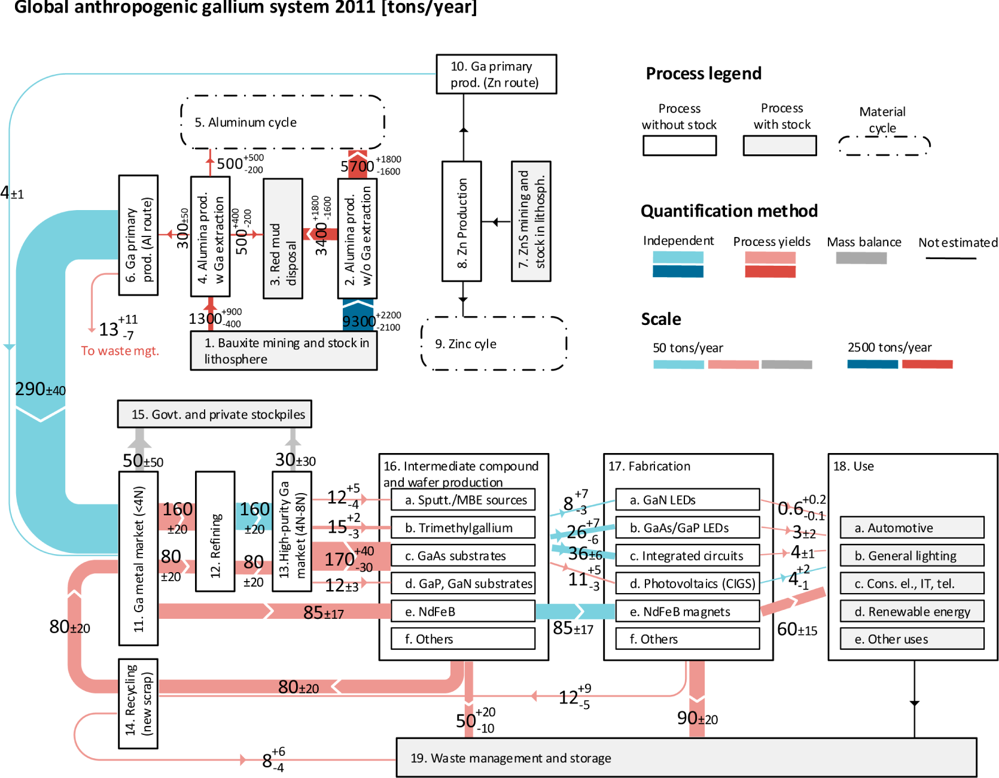 Global anthropogenic gallium system 2011 [tons/year]
10. Ga primary
prod. (Zn route)
Process legend
Process
without stock
Process
with stock
Material
cycle
5. Aluminum cycle
500 +500 -200
5700 +1800 -1600
4±1
6. Ga primary
prod. (Al route)
300±50
4. Alumina prod.
w Ga extraction
500 +400 -200
3. Red mud
disposal
3400 +1800 -1600
2. Alumina prod.
w/o Ga extraction
8. Zn Production
7. ZnS mining and
stock in lithosph.
Quantification method
Independent
Process yields
Mass balance
Not estimated
13 +11 -7
To waste mgt.
1300 +900 -400
9300 +2200 -2100
1. Bauxite mining and stock in
lithosphere
9. Zinc cyle
Scale
50 tons/year
2500 tons/year
290±40
15. Govt. and private stockpiles
50±50
30±30
11. Ga metal market (<4N)
160
±20
80
±20
12. Refining
160
±20
80
±20
13.High-purity Ga
market (4N-8N)
12 +5 -4
15 +2 -3
170 +40 -30
12±3
85±17
16. Intermediate compound
and wafer production
a. Sputt./MBE sources
b. Trimethylgallium
c. GaAs substrates
d. GaP, GaN substrates
e. NdFeB
f. Others
8 +7 -3
26 +7 -6
36±6
11 +5 -3
85±17
17. Fabrication
a. GaN LEDs
b. GaAs/GaP LEDs
c. Integrated circuits
d. Photovoltaics (CIGS)
e. NdFeB magnets
f. Others
0.6 +0.2 -0.1
3±2
4±1
4 +2 -1
60±15
18. Use
a. Automotive
b. General lighting
c. Cons. el., IT, tel.
d. Renewable energy
e. Other uses
80±20
14. Recycling
(new scrap)
80±20
12 +9 -5
50 +20 -10
90±20
8 +6 -4
19. Waste management and storage